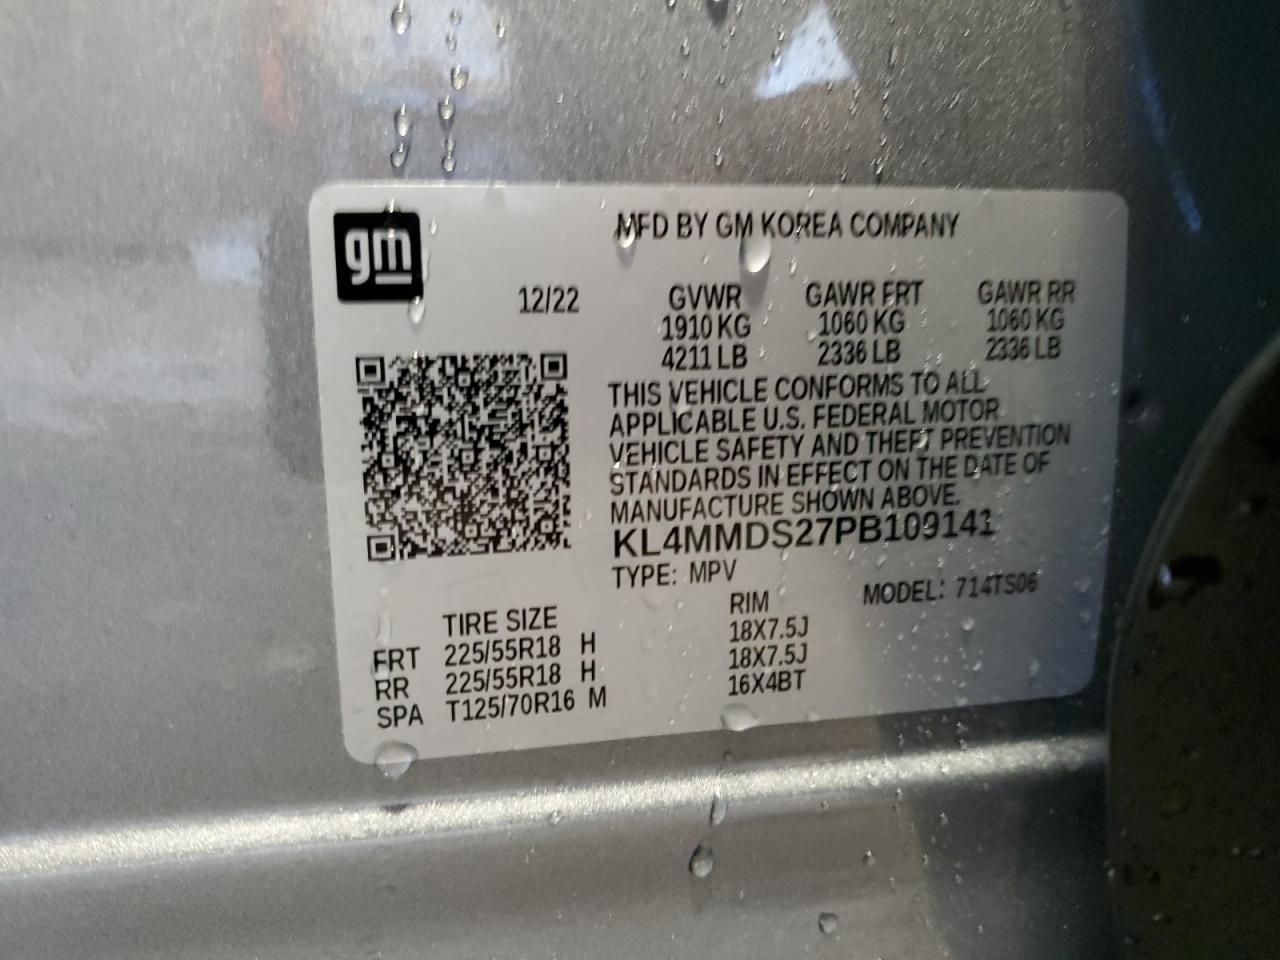 gm
MFD BY GM KOREA COMPANY
12/22 GVWR GAWR FRT GAWR RR
1910 KG 1060 KG 1060 KG
4211 LB 2336 LB 2336 LB
THIS VEHICLE CONFORMS TO ALL
APPLICABLE U.S. FEDERAL MOTOR
VEHICLE SAFETY AND THEFT PREVENTION
STANDARDS IN EFFECT ON THE DATE OF
MANUFACTURE SHOWN ABOVE.
KL4MMDS27PB109141
TYPE: MPV MODEL: 714TS06
TIRE SIZE RIM
FRT 225/55R18 H 18X7.5J
RR 225/55R18 H 18X7.5J
SPA T125/70R16 M 16X4BT